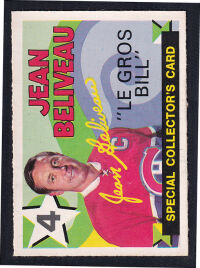 JEAN
BELIVEAU
"LE GROS
BILL"
4
Jean Beliveau
C
SPECIAL COLLECTOR'S CARD